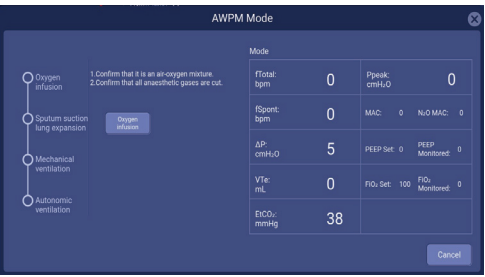 AWPM Mode
Oxygen
infusion
1.Confirm that it is an air-oxygen mixture.
2.Confirm that all anaesthetic gases are cut.
Sputum suction
lung expansion
Oxygen
infusion
Mechanical
ventilation
Autonomic
ventilation
Mode
fTotal:
bpm
0
Ppeak:
cmH₂O
0
fSpont:
bpm
0
MAC: 0 N₂O MAC: 0
ΔP:
cmH₂O
5
PEEP Set: 0
PEEP
Monitored: 0
VTe:
mL
0
FiO₂ Set: 100
FiO₂
Monitored: 0
EtCO₂:
mmHg
38
Cancel